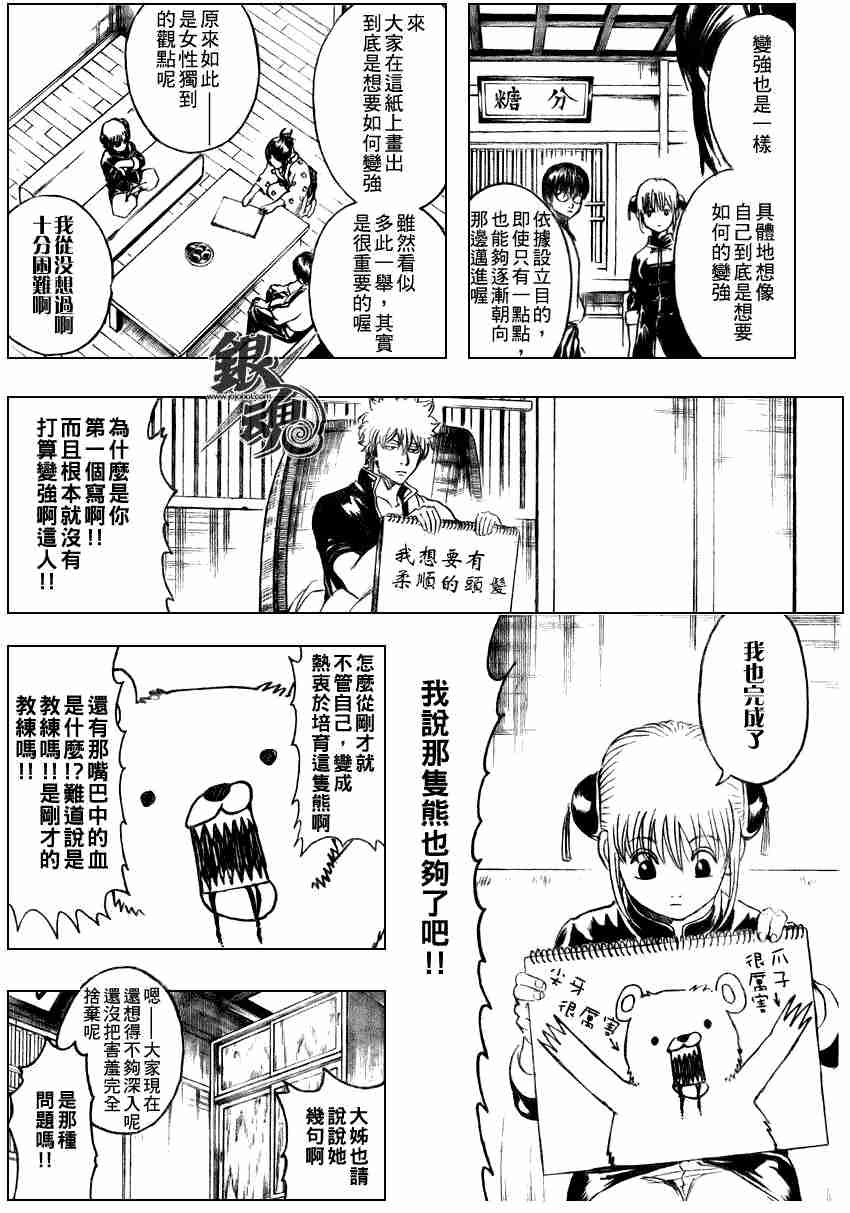 變強也是一樣
具體地想像
自己到底是想要
如何的變強
糖分
依據設立目的，
即使只有一點點，
也能夠逐漸朝向
那邊邁進喔
來
大家在這紙上畫出
到底是想要如何變強
雖然看似
多此一舉，其實
是很重要的喔
原來如此——
是女性獨到
的觀點呢
我從没想過啊
十分困難啊
銀魂
www.jojohot.com
我想要有
柔順的頭髮
為什麼是你
第一個寫啊!!
而且根本就沒有
打算變強啊這人!!
我也完成了
爪子
很厲害
尖牙
很厲害
我說那隻熊也夠了吧!!
怎麼從剛才就
不管自己，變成
熱衷於培育這隻熊啊
還有那嘴巴中的血
是什麼!?難道說是
教練嗎!!是剛才的
教練嗎!!
大姊也請
說說她
幾句啊
嗯——大家現在
還想得不夠深入呢
還沒把害羞完全
捨棄呢
是那種
問題嗎!!